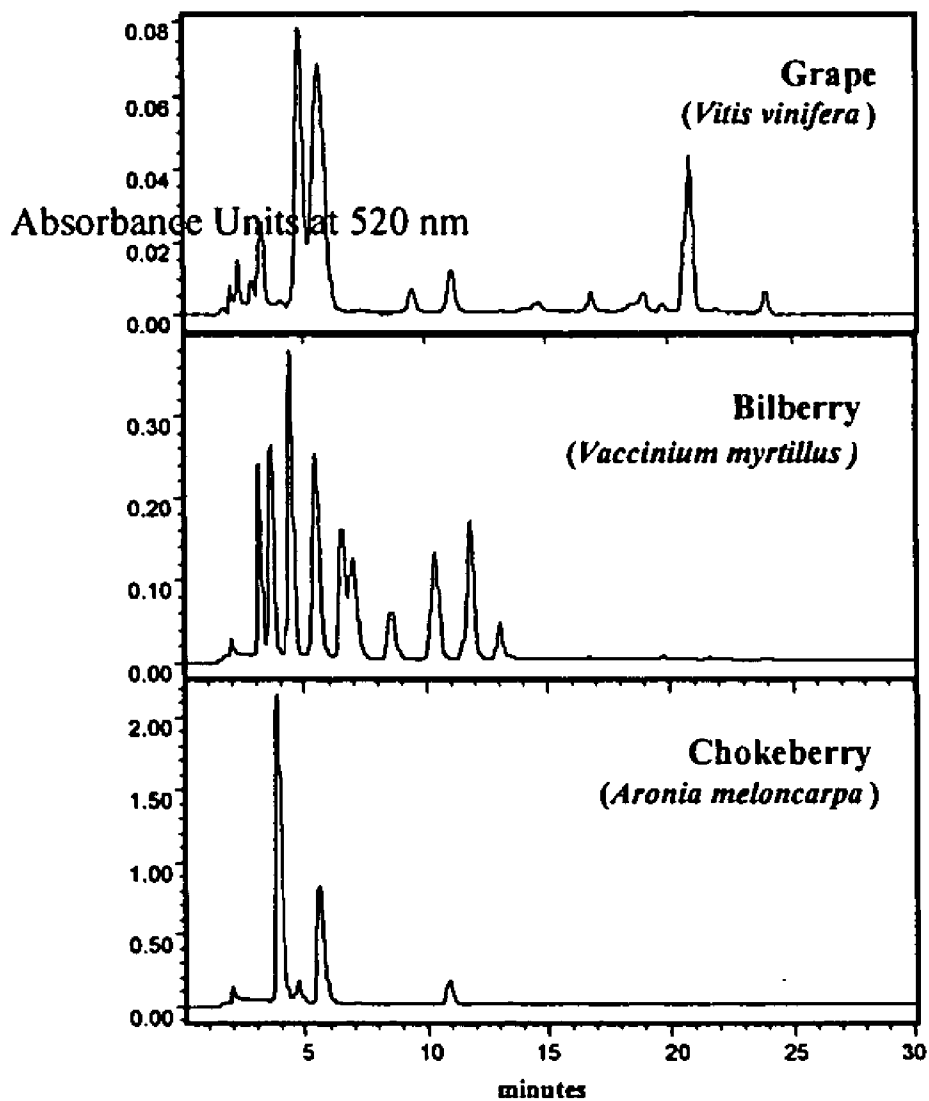 0.08
Grape
(Vitis vinifera )
0.06
0.04
Absorbance Units at 520 nm
0.02
0.00
Bilberry
0.30
(Vaccinium myrtillus )
0.20
0.10
0.00
Chokeberry
2.00
(Aronia meloncarpa )
1.50
1.00
0.50
0.00
5 10 15 20 25 30
minutes